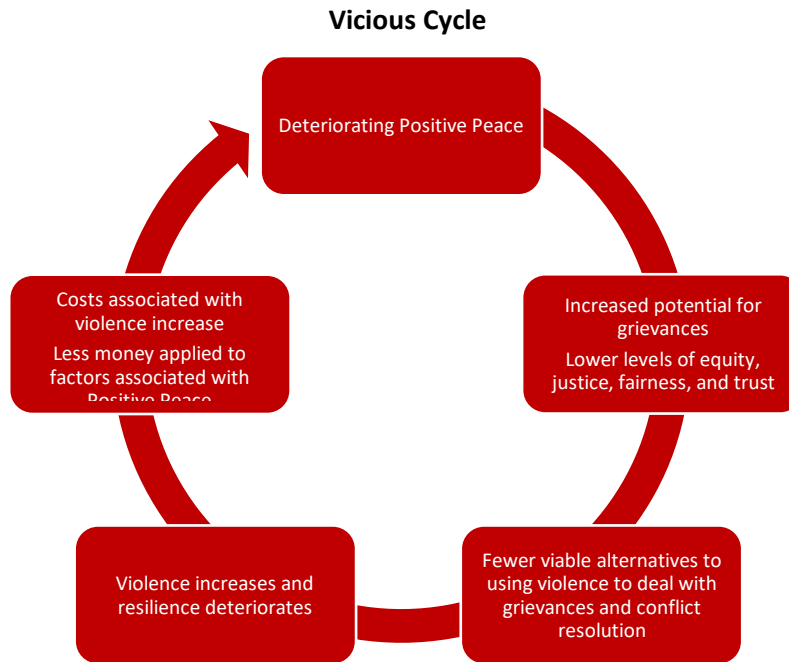 Vicious Cycle
Deteriorating Positive Peace
Increased potential for
grievances
Lower levels of equity,
justice, fairness, and trust
Fewer viable alternatives to
using violence to deal with
grievances and conflict
resolution
Violence increases and
resilience deteriorates
Costs associated with
violence increase
Less money applied to
factors associated with
Positive Peace